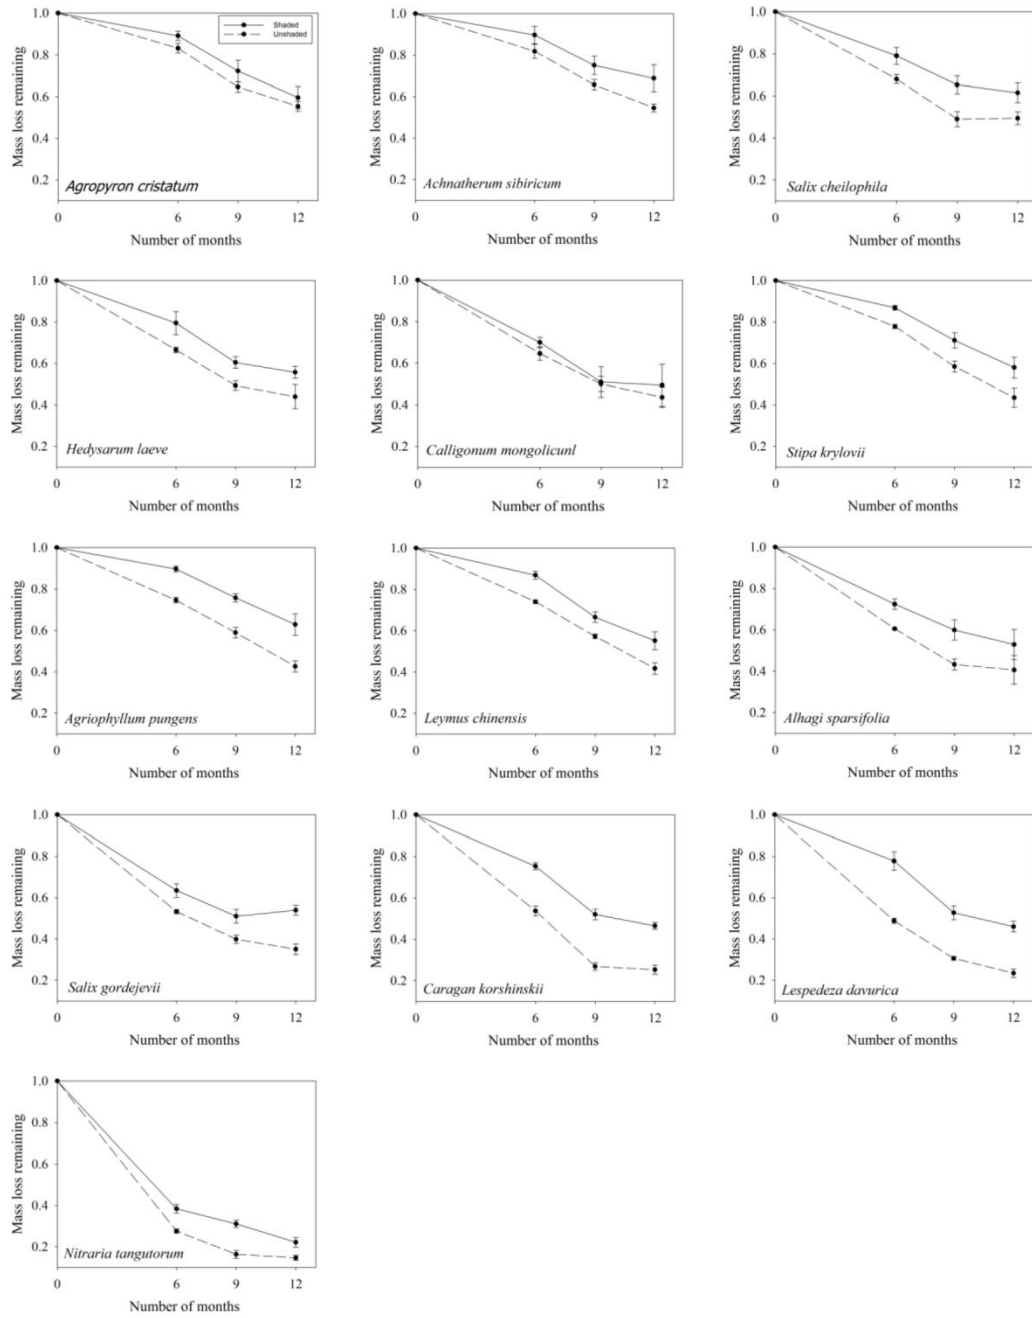 1.0
Shaded
Unshaded
0.8
0.6
0.4
0.2
Mass loss remaining
Agropyron cristatum
0 6 9 12
Number of months
1.0
0.8
0.6
0.4
0.2
Mass loss remaining
Achnatherum sibiricum
0 6 9 12
Number of months
1.0
0.8
0.6
0.4
0.2
Mass loss remaining
Salix cheilophila
0 6 9 12
Number of months
1.0
0.8
0.6
0.4
0.2
Mass loss remaining
Hedysarum laeve
0 6 9 12
Number of months
1.0
0.8
0.6
0.4
0.2
Mass loss remaining
Calligonum mongolicunl
0 6 9 12
Number of months
1.0
0.8
0.6
0.4
0.2
Mass loss remaining
Stipa krylovii
0 6 9 12
Number of months
1.0
0.8
0.6
0.4
0.2
Mass loss remaining
Agriophyllum pungens
0 6 9 12
Number of months
1.0
0.8
0.6
0.4
0.2
Mass loss remaining
Leymus chinensis
0 6 9 12
Number of months
1.0
0.8
0.6
0.4
0.2
Mass loss remaining
Alhagi sparsifolia
0 6 9 12
Number of months
1.0
0.8
0.6
0.4
0.2
Mass loss remaining
Salix gordejevii
0 6 9 12
Number of months
1.0
0.8
0.6
0.4
0.2
Mass loss remaining
Caragan korshinskii
0 6 9 12
Number of months
1.0
0.8
0.6
0.4
0.2
Mass loss remaining
Lespedeza davurica
0 6 9 12
Number of months
1.0
0.8
0.6
0.4
0.2
Mass loss remaining
Nitraria tangutorum
0 6 9 12
Number of months